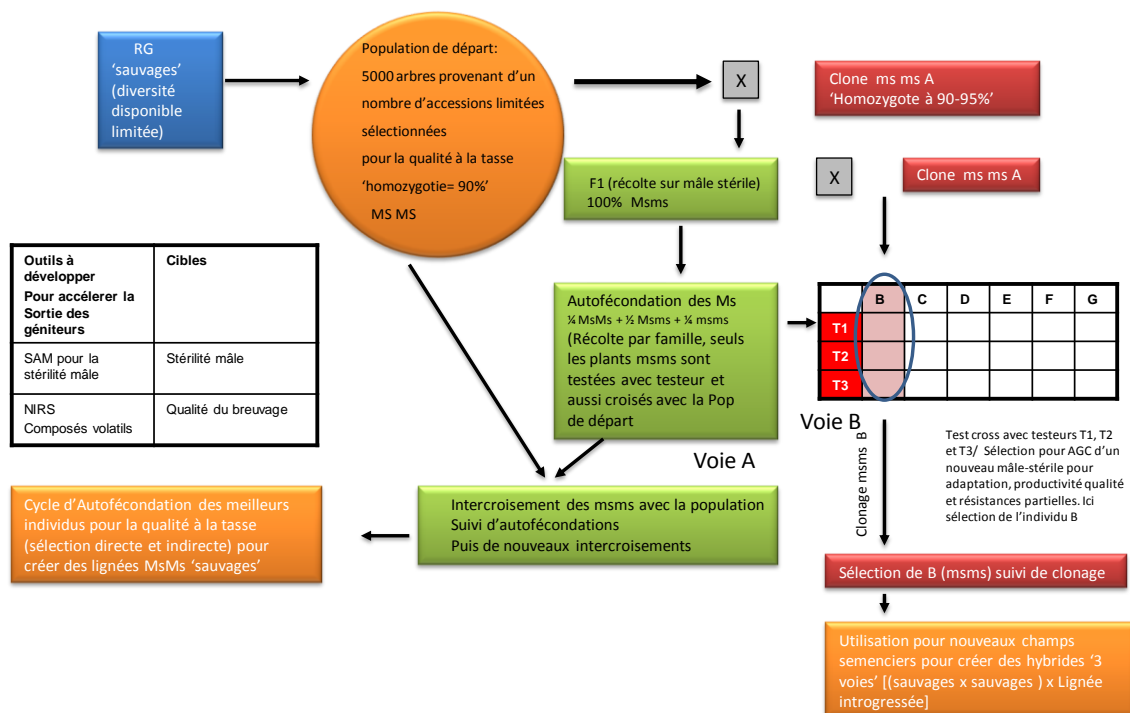 RG
'sauvages'
(diversité
disponible
limitée)
Population de départ:
5000 arbres provenant d'un
nombre d'accessions limitées
sélectionnées
pour la qualité à la tasse
'homozygotie= 90%'
MS MS
X
Clone ms ms A
'Homozygote à 90-95%'
F1 (récolte sur mâle stérile)
100% Msms
X
Clone ms ms A
Outils à
développer
Pour accélerer la
Sortie des
géniteurs
Cibles
SAM pour la
stérilité mâle
Stérilité mâle
NIRS
Composés volatils
Qualité du breuvage
Autofécondation des Ms
¼ MsMs + ½ Msms + ¼ msms
(Récolte par famille, seuls
les plants msms sont
testées avec testeur et
aussi croisés avec la Pop
de départ
B C D E F G
T1
T2
T3
Voie A
Voie B
Clonage msms B
Test cross avec testeurs T1, T2
et T3/ Sélection pour AGC d'un
nouveau mâle-stérile pour
adaptation, productivité qualité
et résistances partielles. Ici
sélection de l'individu B
Cycle d'Autofécondation des meilleurs
individus pour la qualité à la tasse
(sélection directe et indirecte) pour
créer des lignées MsMs 'sauvages'
Intercroisement des msms avec la population
Suivi d'autofécondations
Puis de nouveaux intercroisements
Sélection de B (msms) suivi de clonage
Utilisation pour nouveaux champs
semenciers pour créer des hybrides '3
voies' [(sauvages x sauvages ) x Lignée
introgressée]